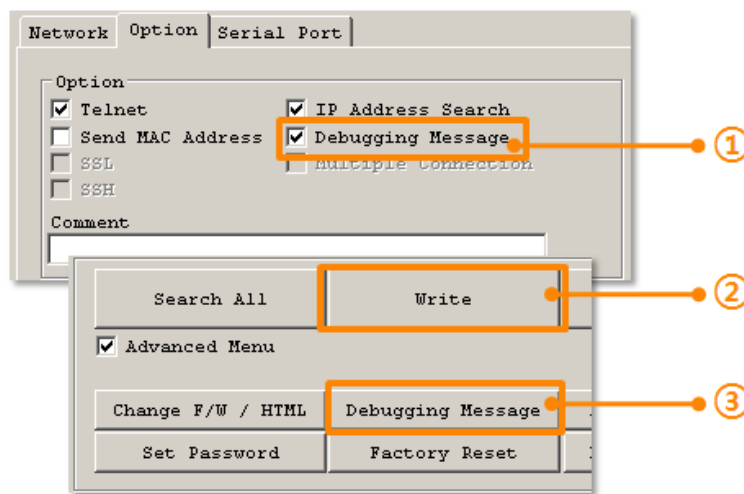 Network Option Serial Port
Option
Telnet IP Address Search
Send MAC Address Debugging Message
SSL Multiple Connection
SSH
Comment
Search All Write
Advanced Menu
Change F/W / HTML Debugging Message
Set Password Factory Reset
①
②
③